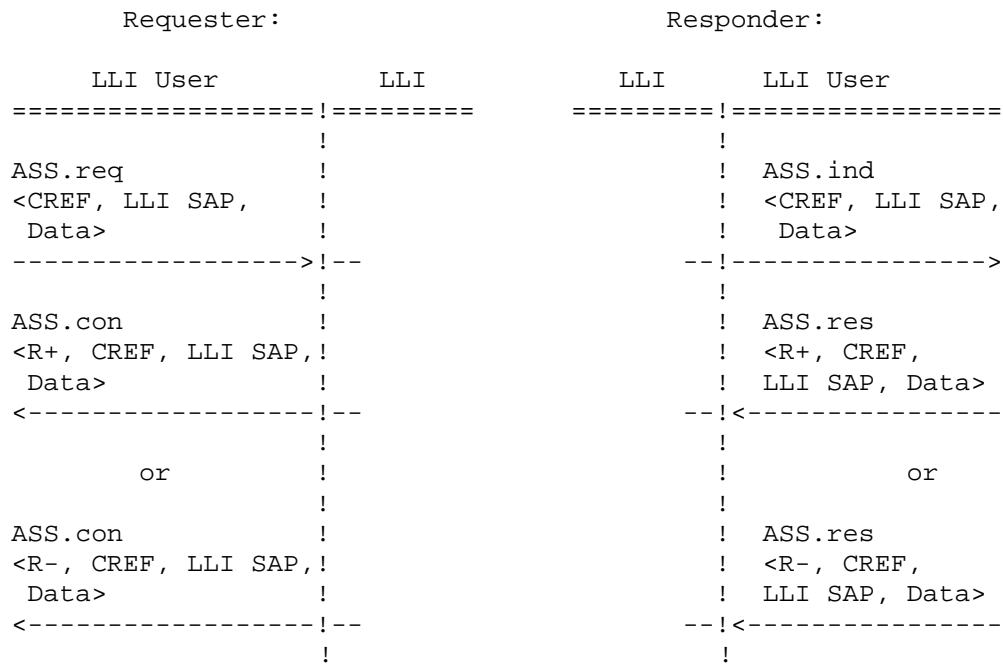 Requester:                        Responder:
     LLI User          LLI               LLI      LLI User
===================!=========      =========!=================
                   !                        !
ASS.req            !                        !  ASS.ind
<CREF, LLI SAP,    !                        !  <CREF, LLI SAP,
 Data>             !                        !   Data>
------------------>!--                    --!---------------->
                   !                        !
ASS.con            !                        !  ASS.res
<R+, CREF, LLI SAP,!                        !  <R+, CREF,
 Data>             !                        !  LLI SAP, Data>
<------------------!--                    --!<----------------
                   !                        !
        or         !                        !           or
                   !                        !
ASS.con            !                        !  ASS.res
<R-, CREF, LLI SAP,!                        !  <R-, CREF,
 Data>             !                        !  LLI SAP, Data>
<------------------!--                    --!<----------------
                   !                        !